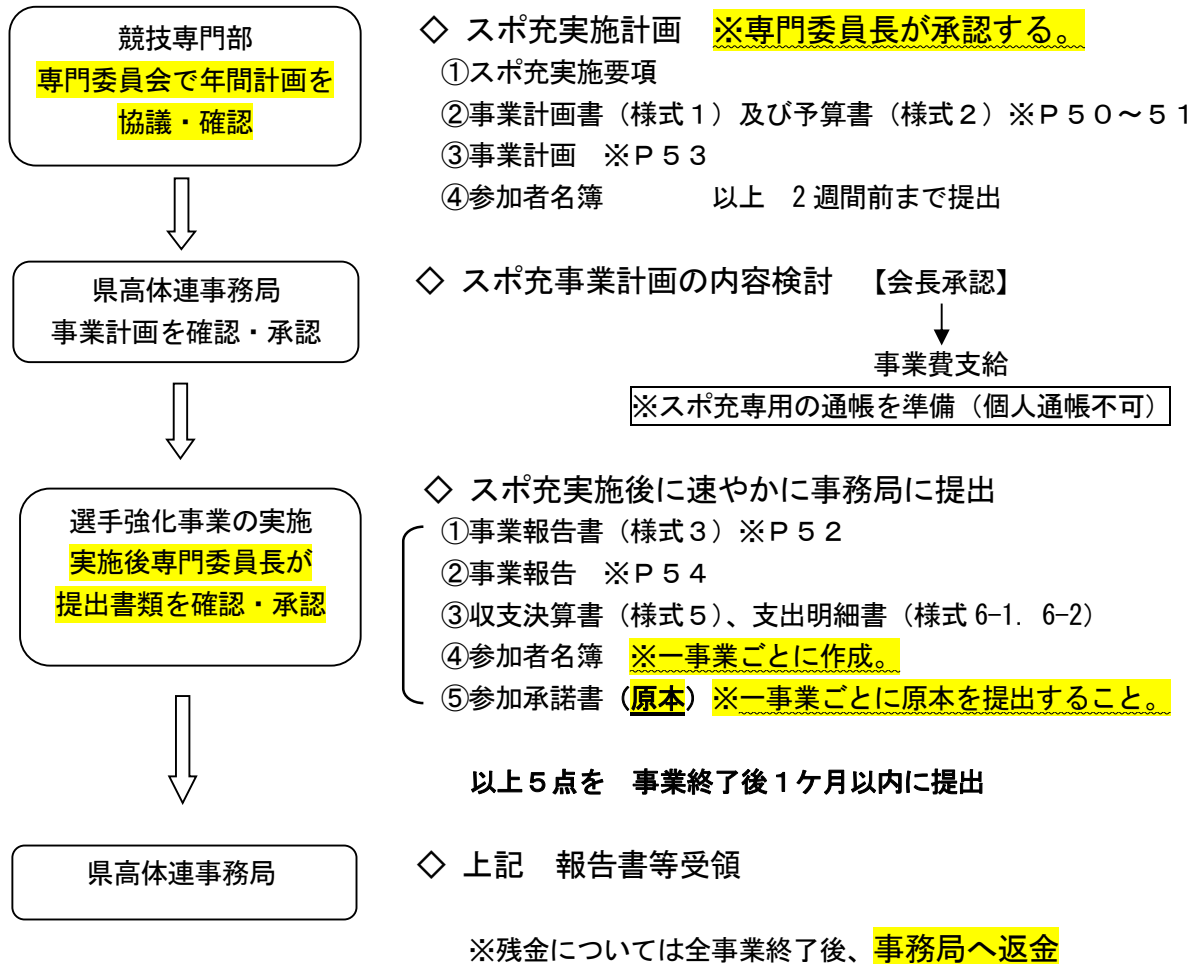 競技専門部
専門委員会で年間計画を
協議・確認
◇ スポ充実施計画　※専門委員長が承認する。
①スポ充実施要項
②事業計画書（様式１）及び予算書（様式２）※Ｐ５０～５１
③事業計画　※Ｐ５３
④参加者名簿　　　　以上　2 週間前まで提出
県高体連事務局
事業計画を確認・承認
◇ スポ充事業計画の内容検討　【会長承認】
事業費支給
※スポ充専用の通帳を準備（個人通帳不可）
選手強化事業の実施
実施後専門委員長が
提出書類を確認・承認
◇ スポ充実施後に速やかに事務局に提出
①事業報告書（様式３）※Ｐ５２
②事業報告　※Ｐ５４
③収支決算書（様式５）、支出明細書（様式 6-1. 6-2）
④参加者名簿　※一事業ごとに作成。
⑤参加承諾書（原本）※一事業ごとに原本を提出すること。
以上５点を　事業終了後１ケ月以内に提出
県高体連事務局
◇ 上記　報告書等受領
※残金については全事業終了後、事務局へ返金